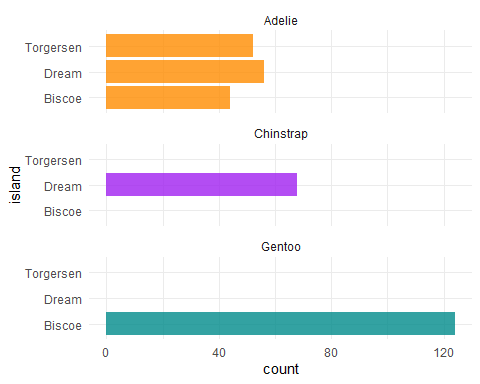 Adelie
Torgersen
Dream
Biscoe
Chinstrap
Torgersen
Dream
Biscoe
Gentoo
Torgersen
Dream
Biscoe
0 40 80 120
count
island